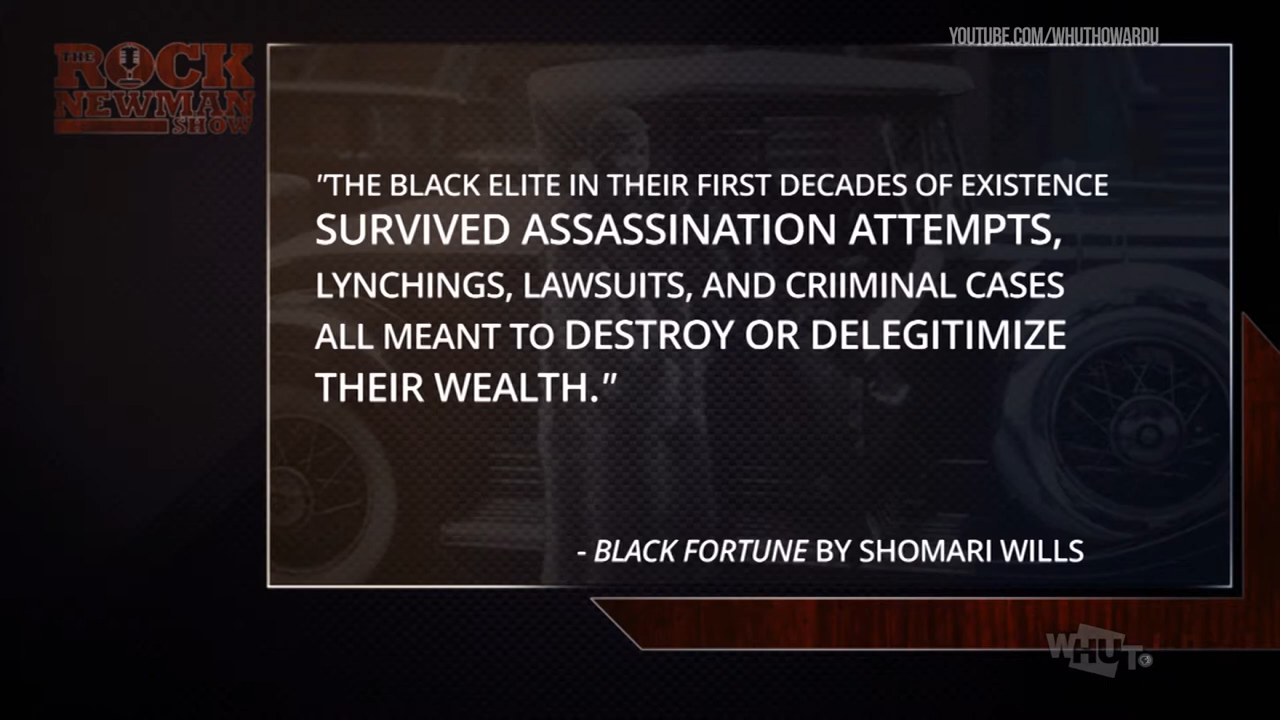 YOUTUBE.COM/WHUTHOWARDU
THE
ROCK
NEWMAN
SHOW
"THE BLACK ELITE IN THEIR FIRST DECADES OF EXISTENCE
SURVIVED ASSASSINATION ATTEMPTS,
LYNCHINGS, LAWSUITS, AND CRIIMINAL CASES
ALL MEANT TO DESTROY OR DELEGITIMIZE
THEIR WEALTH."
- BLACK FORTUNE BY SHOMARI WILLS
WHUT